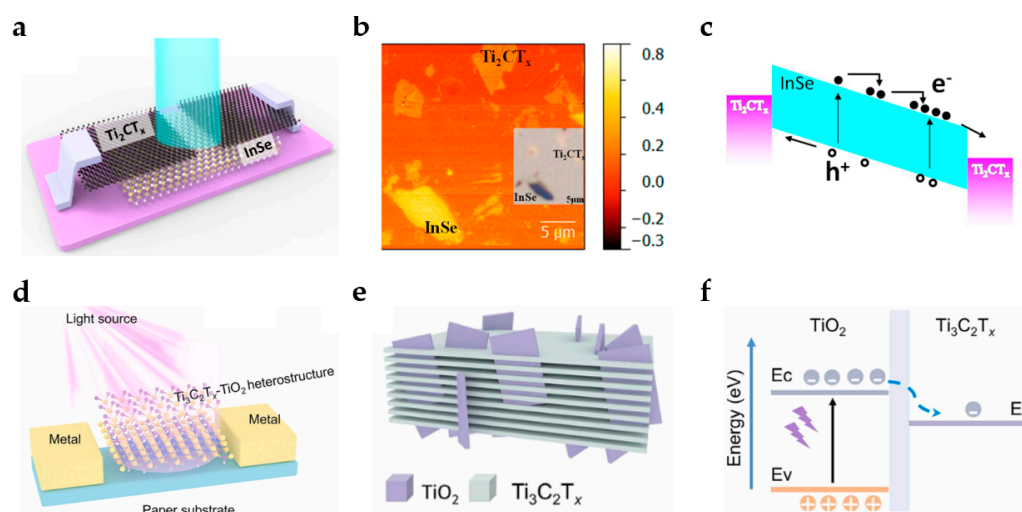 a
Ti₂CTₓ
InSe
b
Ti₂CTₓ
Ti₂CTₓ
InSe
5μm
InSe
5 μm
0.8
0.4
0.2
0.0
−0.2
−0.3
c
InSe
e⁻
Ti₂CTₓ
h⁺
Ti₂CTₓ
d
Light source
Ti₃C₂Tₓ-TiO₂ heterostructure
Metal
Metal
Paper substrate
e
TiO₂
Ti₃C₂Tₓ
f
TiO₂
Ti₃C₂Tₓ
Energy (eV)
Ec
E
Ev